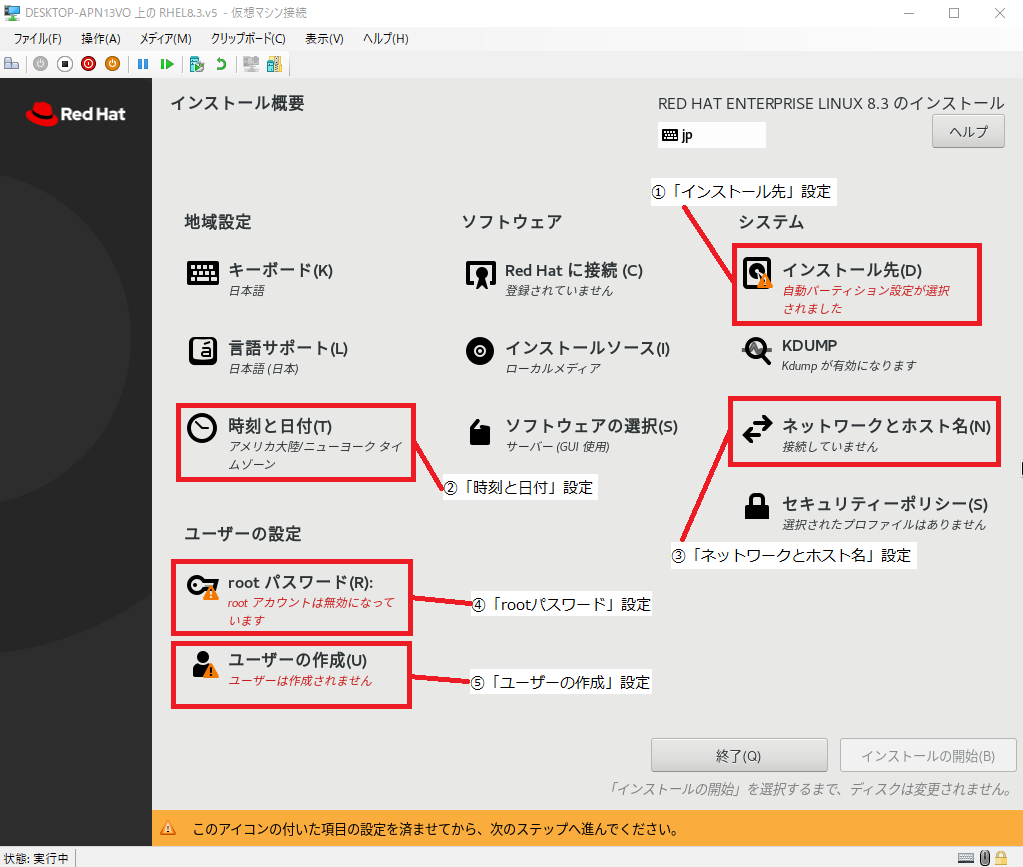 DESKTOP-APN13VO 上の RHEL8.3.v5 - 仮想マシン接続
ファイル(F) 操作(A) メディア(M) クリップボード(C) 表示(V) ヘルプ(H)
Red Hat
インストール概要
RED HAT ENTERPRISE LINUX 8.3 のインストール
jp
ヘルプ
①「インストール先」設定
地域設定
キーボード(K)
日本語
言語サポート(L)
日本語 (日本)
時刻と日付(T)
アメリカ大陸/ニューヨーク タイ
ムゾーン
②「時刻と日付」設定
ソフトウェア
Red Hat に接続 (C)
登録されていません
インストールソース(I)
ローカルメディア
ソフトウェアの選択(S)
サーバー (GUI 使用)
システム
インストール先(D)
自動パーティション設定が選択
されました
KDUMP
Kdump が有効になります
ネットワークとホスト名(N)
接続していません
セキュリティーポリシー(S)
選択されたプロファイルはありません
③「ネットワークとホスト名」設定
ユーザーの設定
root パスワード(R):
root アカウントは無効になって
います
④「rootパスワード」設定
ユーザーの作成(U)
ユーザーは作成されません
⑤「ユーザーの作成」設定
終了(Q)
インストールの開始(B)
「インストールの開始」を選択するまで、ディスクは変更されません。
このアイコンの付いた項目の設定を済ませてから、次のステップへ進んでください。
状態: 実行中